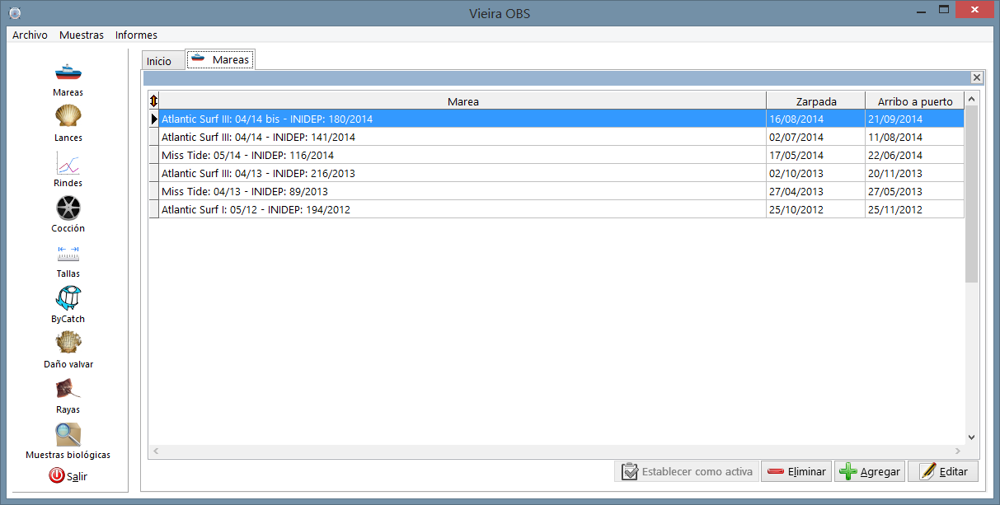 Vieira OBS
Archivo Muestras Informes
Mareas
Lances
Rindes
Cocción
Tallas
ByCatch
Daño valvar
Rayas
Muestras biológicas
Salir
Inicio Mareas
Marea Zarpada Arribo a puerto
Atlantic Surf III: 04/14 bis - INIDEP: 180/2014 16/08/2014 21/09/2014
Atlantic Surf III: 04/14 - INIDEP: 141/2014 02/07/2014 11/08/2014
Miss Tide: 05/14 - INIDEP: 116/2014 17/05/2014 22/06/2014
Atlantic Surf III: 04/13 - INIDEP: 216/2013 02/10/2013 20/11/2013
Miss Tide: 04/13 - INIDEP: 89/2013 27/04/2013 27/05/2013
Atlantic Surf I: 05/12 - INIDEP: 194/2012 25/10/2012 25/11/2012
Establecer como activa Eliminar Agregar Editar